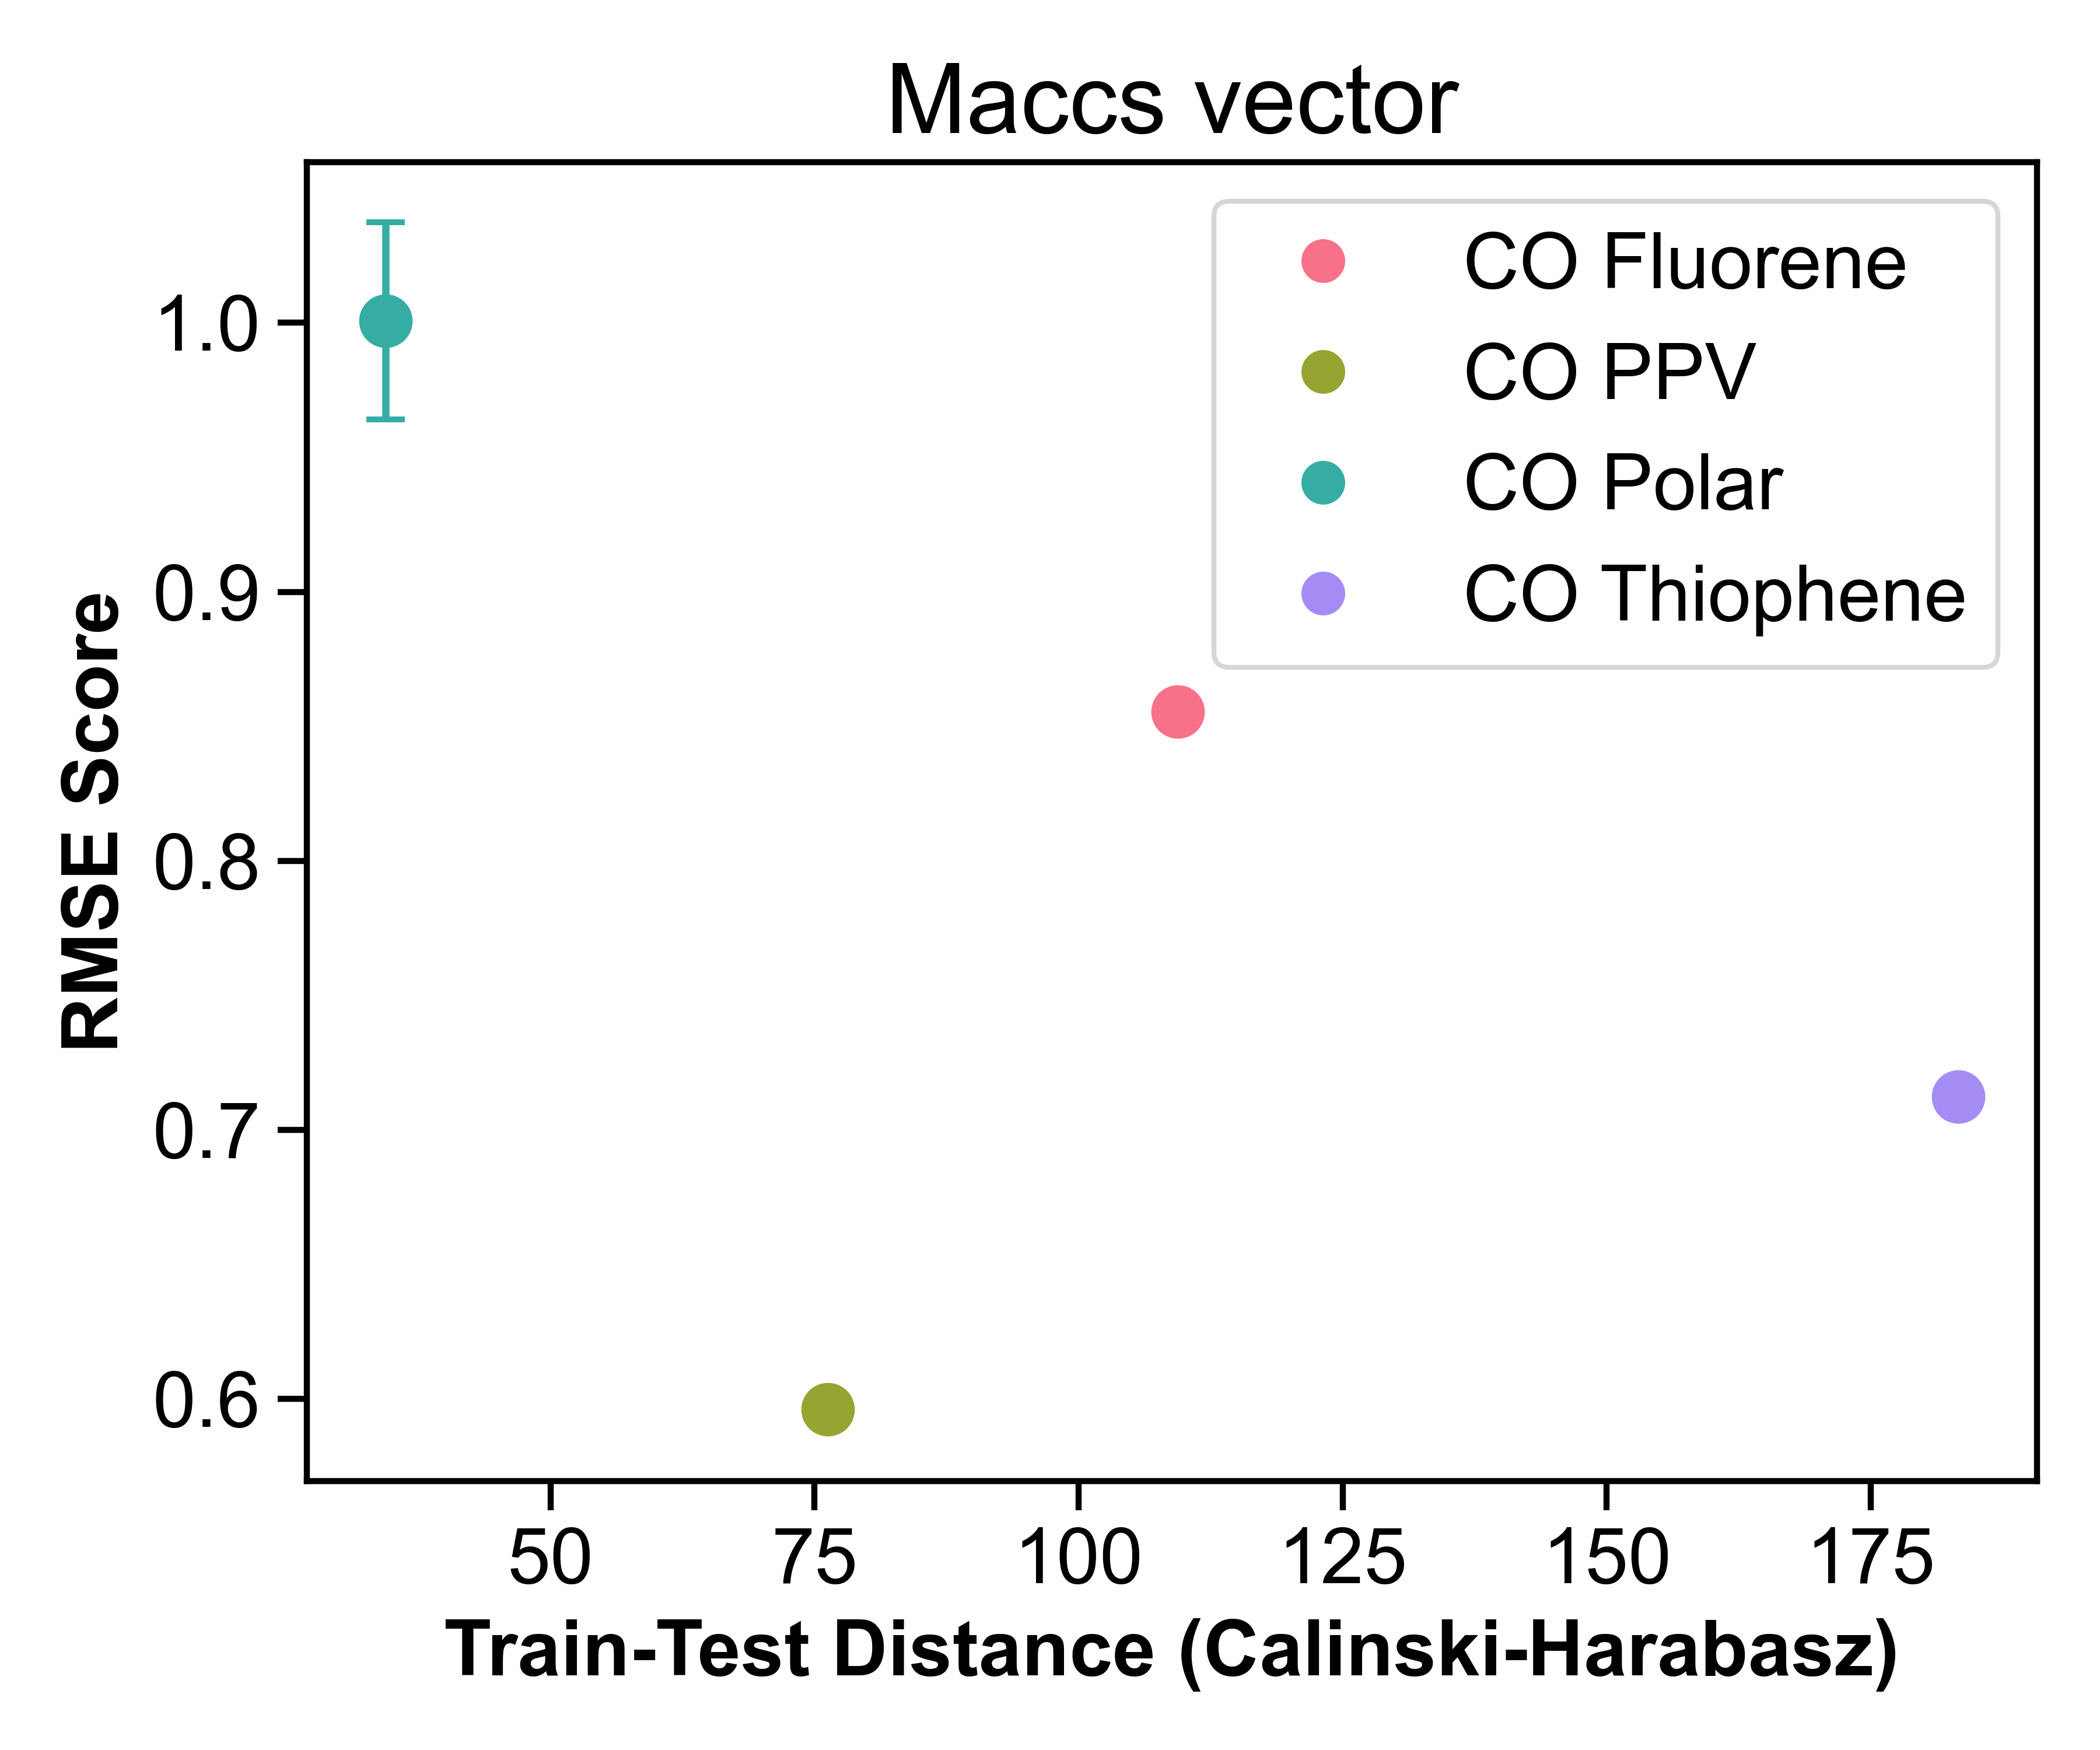 Maccs vector
CO Fluorene
CO PPV
CO Polar
CO Thiophene
RMSE Score
1.0
0.9
0.8
0.7
0.6
50 75 100 125 150 175
Train-Test Distance (Calinski-Harabasz)